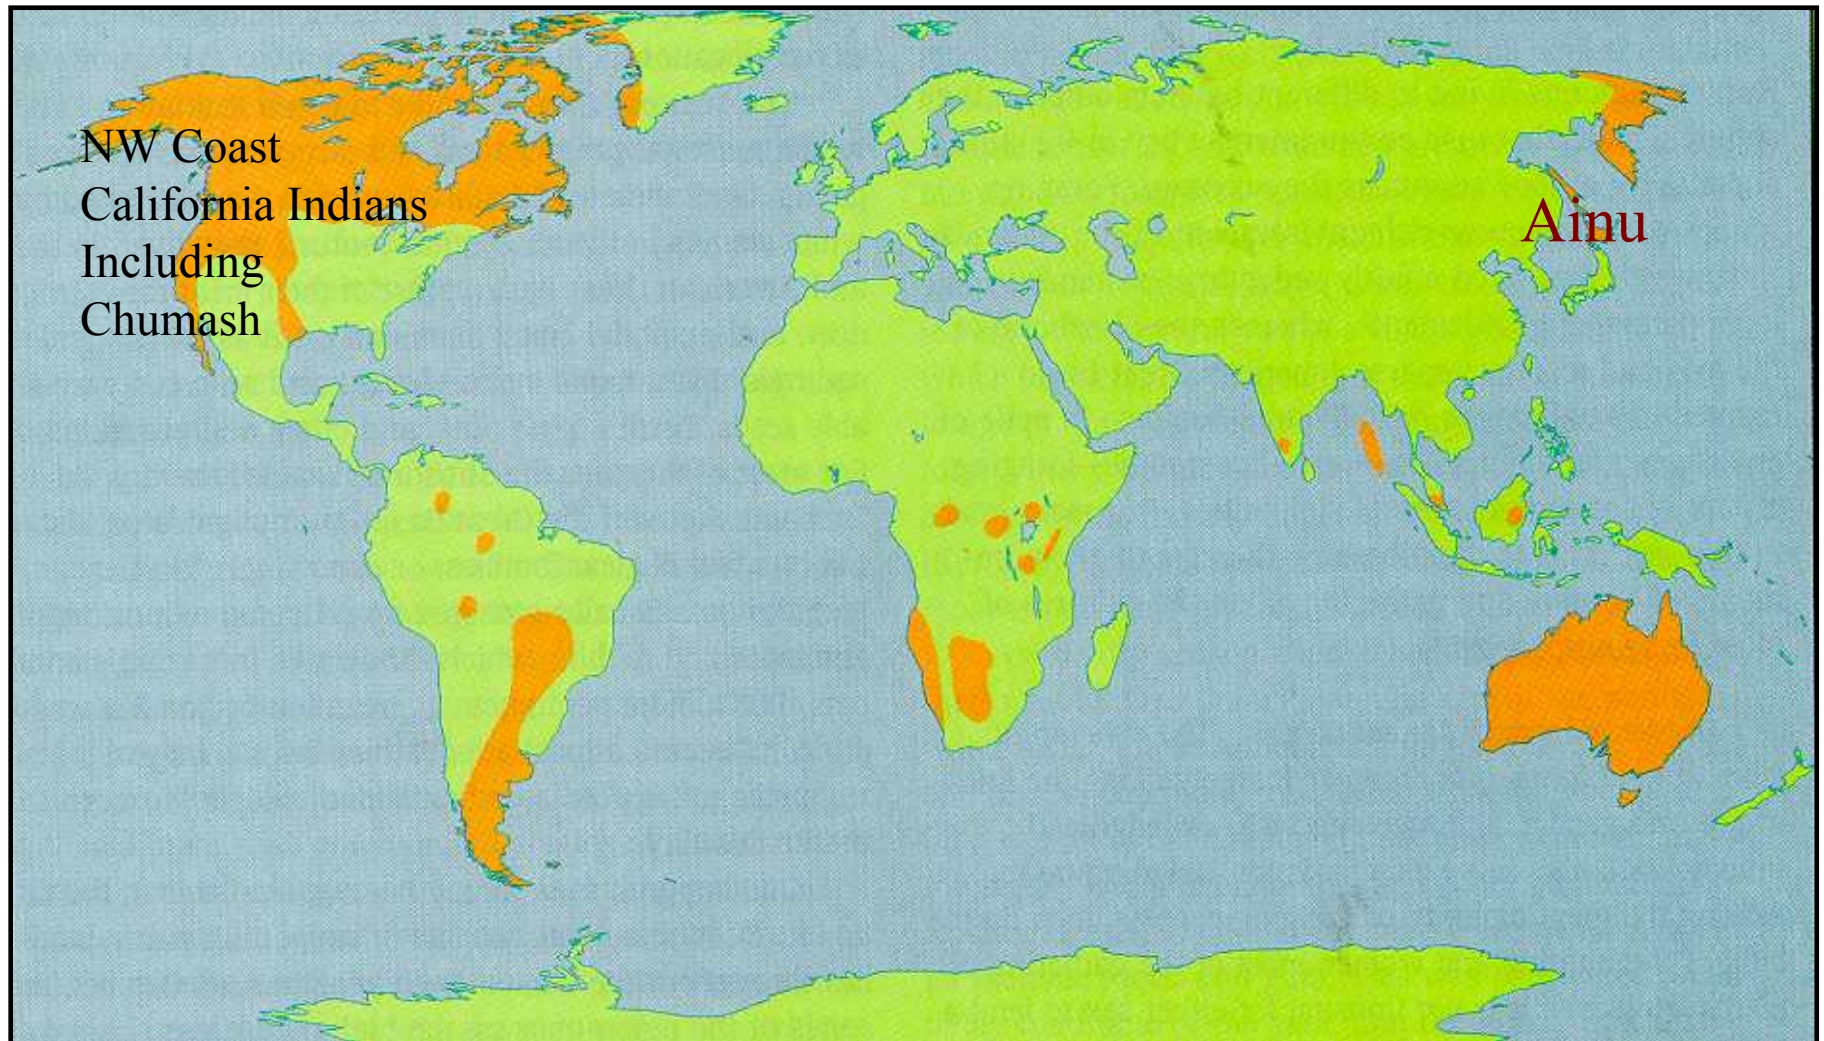 NW Coast
California Indians
Including
Chumash
Ainu